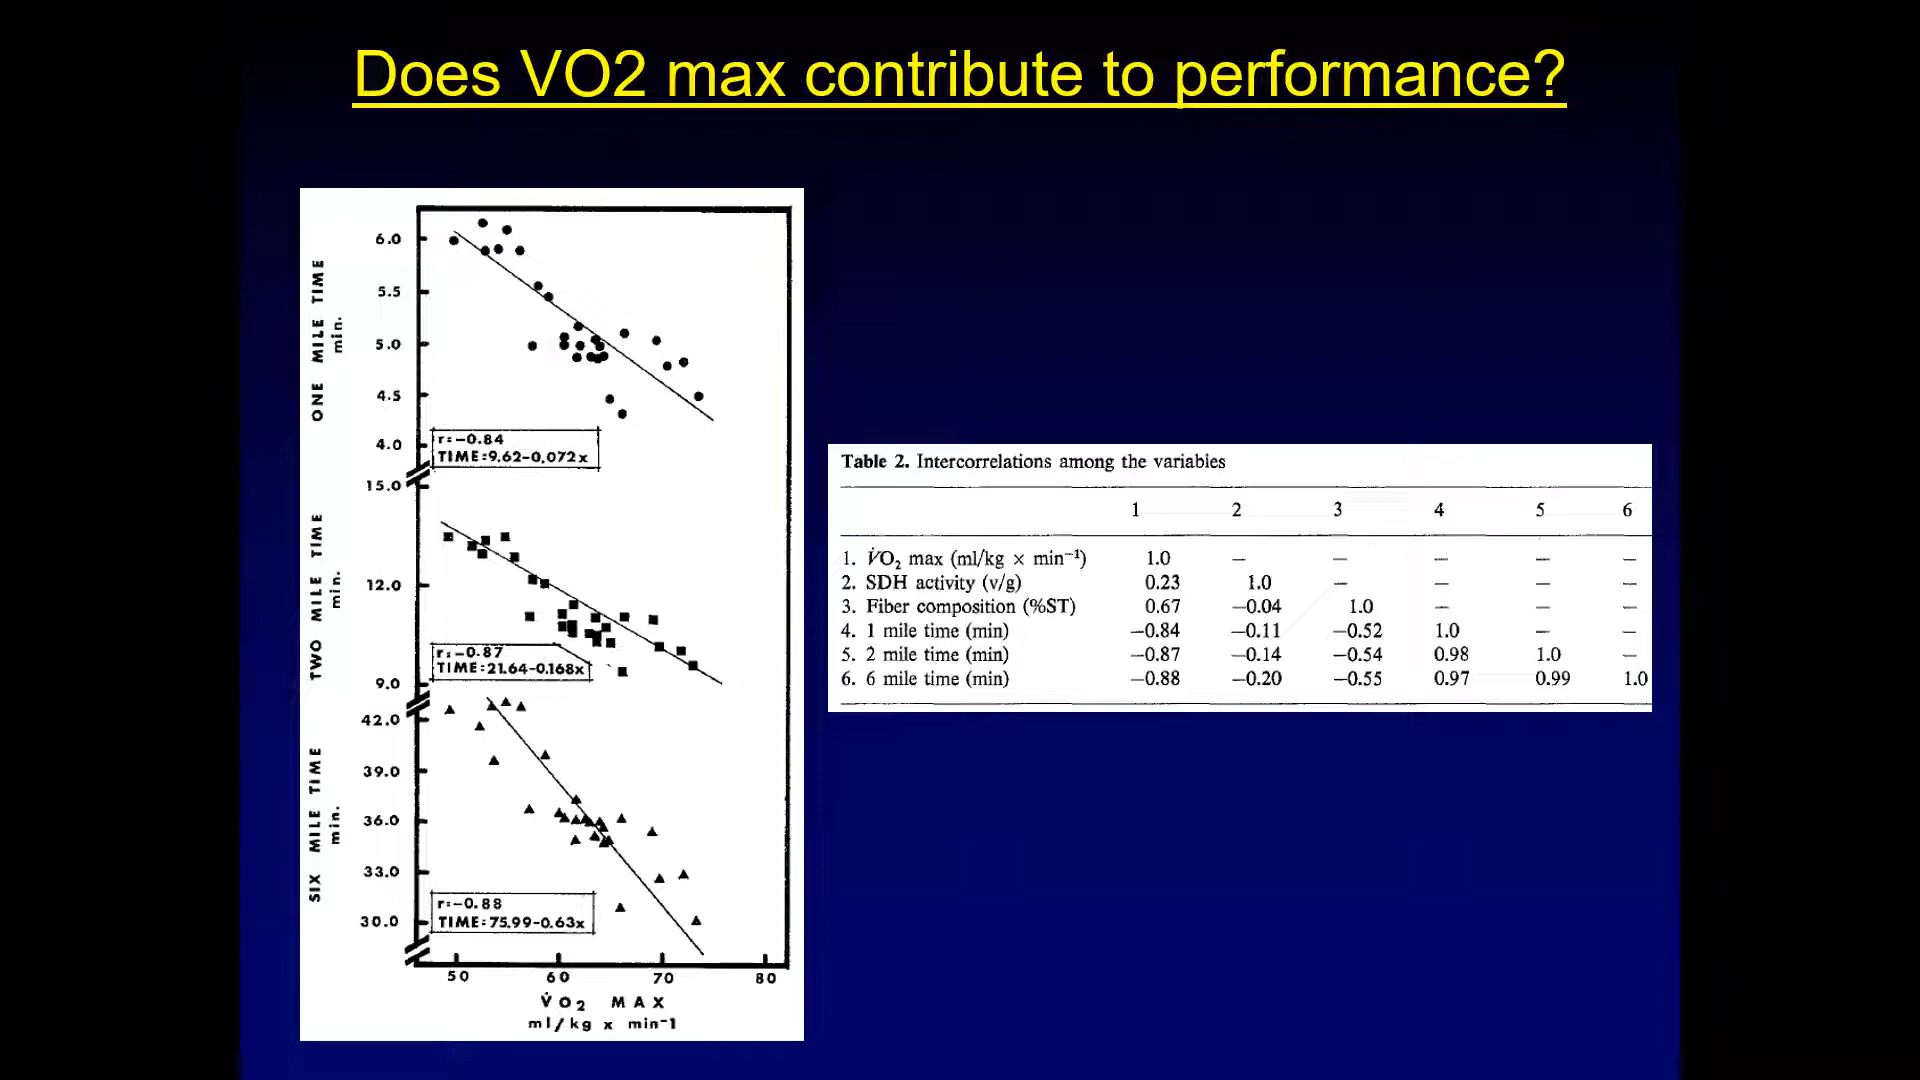 Does VO2 max contribute to performance?
ONE MILE TIME
min.
6.0
5.5
5.0
4.5
4.0
r=-0.84
TIME=9.62-0.072x
TWO MILE TIME
min.
15.0
12.0
9.0
r=-0.87
TIME=21.64-0.168x
SIX MILE TIME
min.
42.0
39.0
36.0
33.0
30.0
r=-0.88
TIME=75.99-0.63x
50 60 70 80
V̇O₂ MAX
ml/kg x min⁻¹
Table 2. Intercorrelations among the variables
1 2 3 4 5 6
1. V̇O₂ max (ml/kg × min⁻¹) 1.0 — — — — —
2. SDH activity (v/g) 0.23 1.0 — — — —
3. Fiber composition (%ST) 0.67 —0.04 1.0 — — —
4. 1 mile time (min) —0.84 —0.11 —0.52 1.0 — —
5. 2 mile time (min) —0.87 —0.14 —0.54 0.98 1.0 —
6. 6 mile time (min) —0.88 —0.20 —0.55 0.97 0.99 1.0